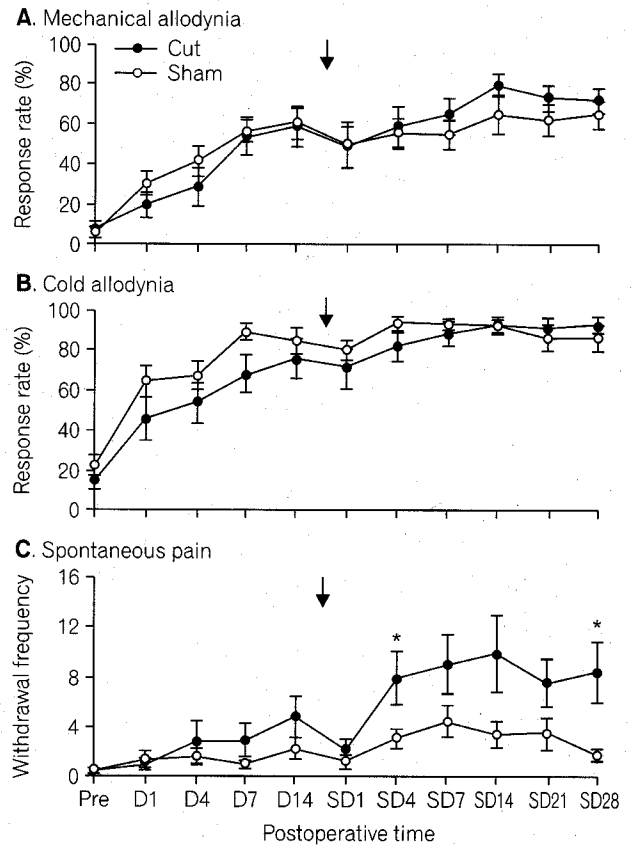 A. Mechanical allodynia
Response rate (%)
100
80
60
40
20
0
Cut
Sham
B. Cold allodynia
Response rate (%)
100
80
60
40
20
0
C. Spontaneous pain
Withdrawal frequency
16
12
8
4
0
*
*
Pre D1 D4 D7 D14 SD1 SD4 SD7 SD14 SD21 SD28
Postoperative time